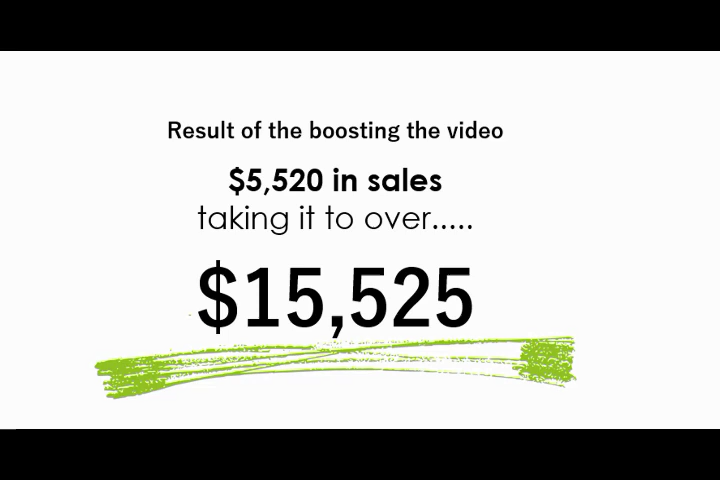 Result of the boosting the video
$5,520 in sales
taking it to over.....
$15,525